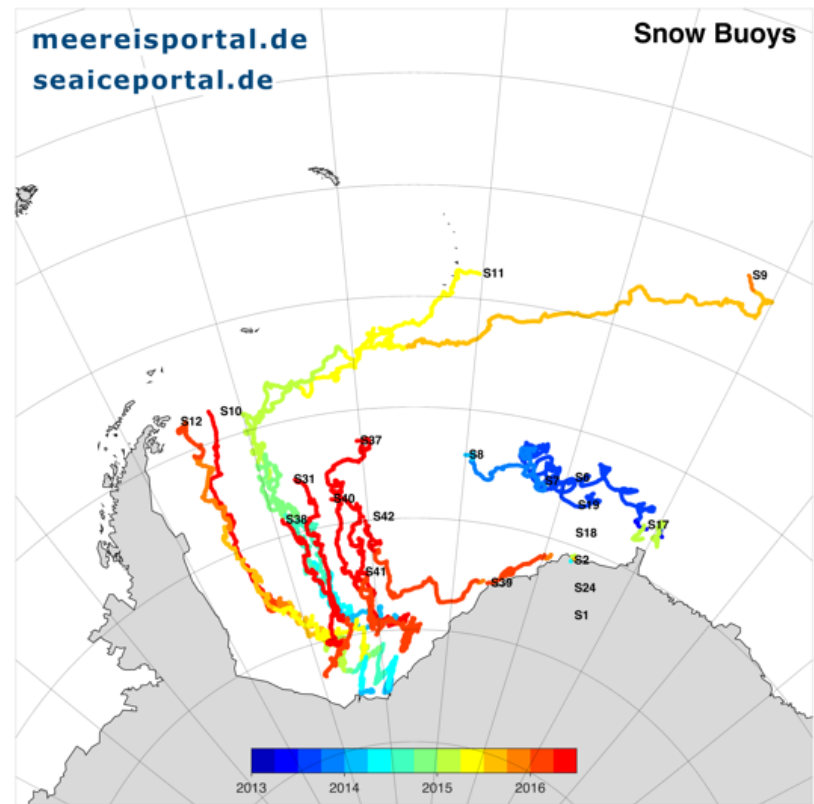 meereisportal.de
seaiceportal.de
Snow Buoys
S11
S9
S12
S10
S37
S8
S31
S7
S6
S40
S19
S38
S42
S17
S18
S2
S41
S39
S24
S1
2013 2014 2015 2016